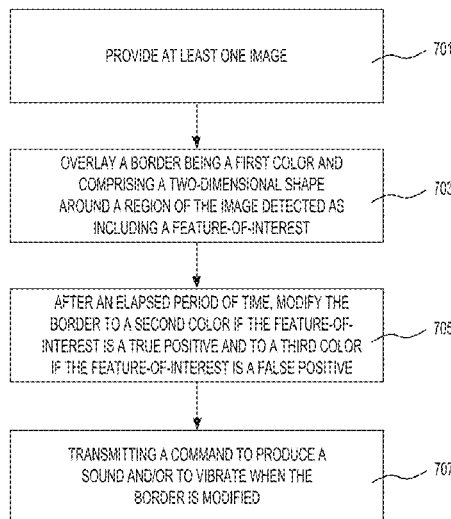 PROVIDE AT LEAST ONE IMAGE
701
OVERLAY A BORDER BEING A FIRST COLOR AND
COMPRISING A TWO-DIMENSIONAL SHAPE
AROUND A REGION OF THE IMAGE DETECTED AS
INCLUDING A FEATURE-OF-INTEREST
703
AFTER AN ELAPSED PERIOD OF TIME, MODIFY THE
BORDER TO A SECOND COLOR IF THE FEATURE-OF-
INTEREST IS A TRUE POSITIVE AND TO A THIRD COLOR
IF THE FEATURE-OF-INTEREST IS A FALSE POSITIVE
705
TRANSMITTING A COMMAND TO PRODUCE A
SOUND AND/OR TO VIBRATE WHEN THE
BORDER IS MODIFIED
707